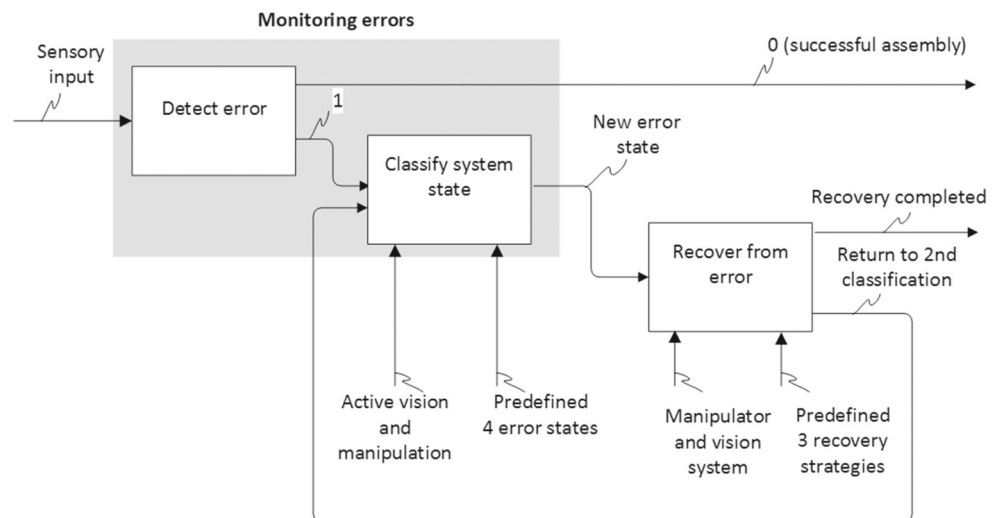 Monitoring errors
Sensory
input
0 (successful assembly)
Detect error
1
Classify system
state
New error
state
Recovery completed
Recover from
error
Return to 2nd
classification
Active vision
and
manipulation
Predefined
4 error states
Manipulator
and vision
system
Predefined
3 recovery
strategies